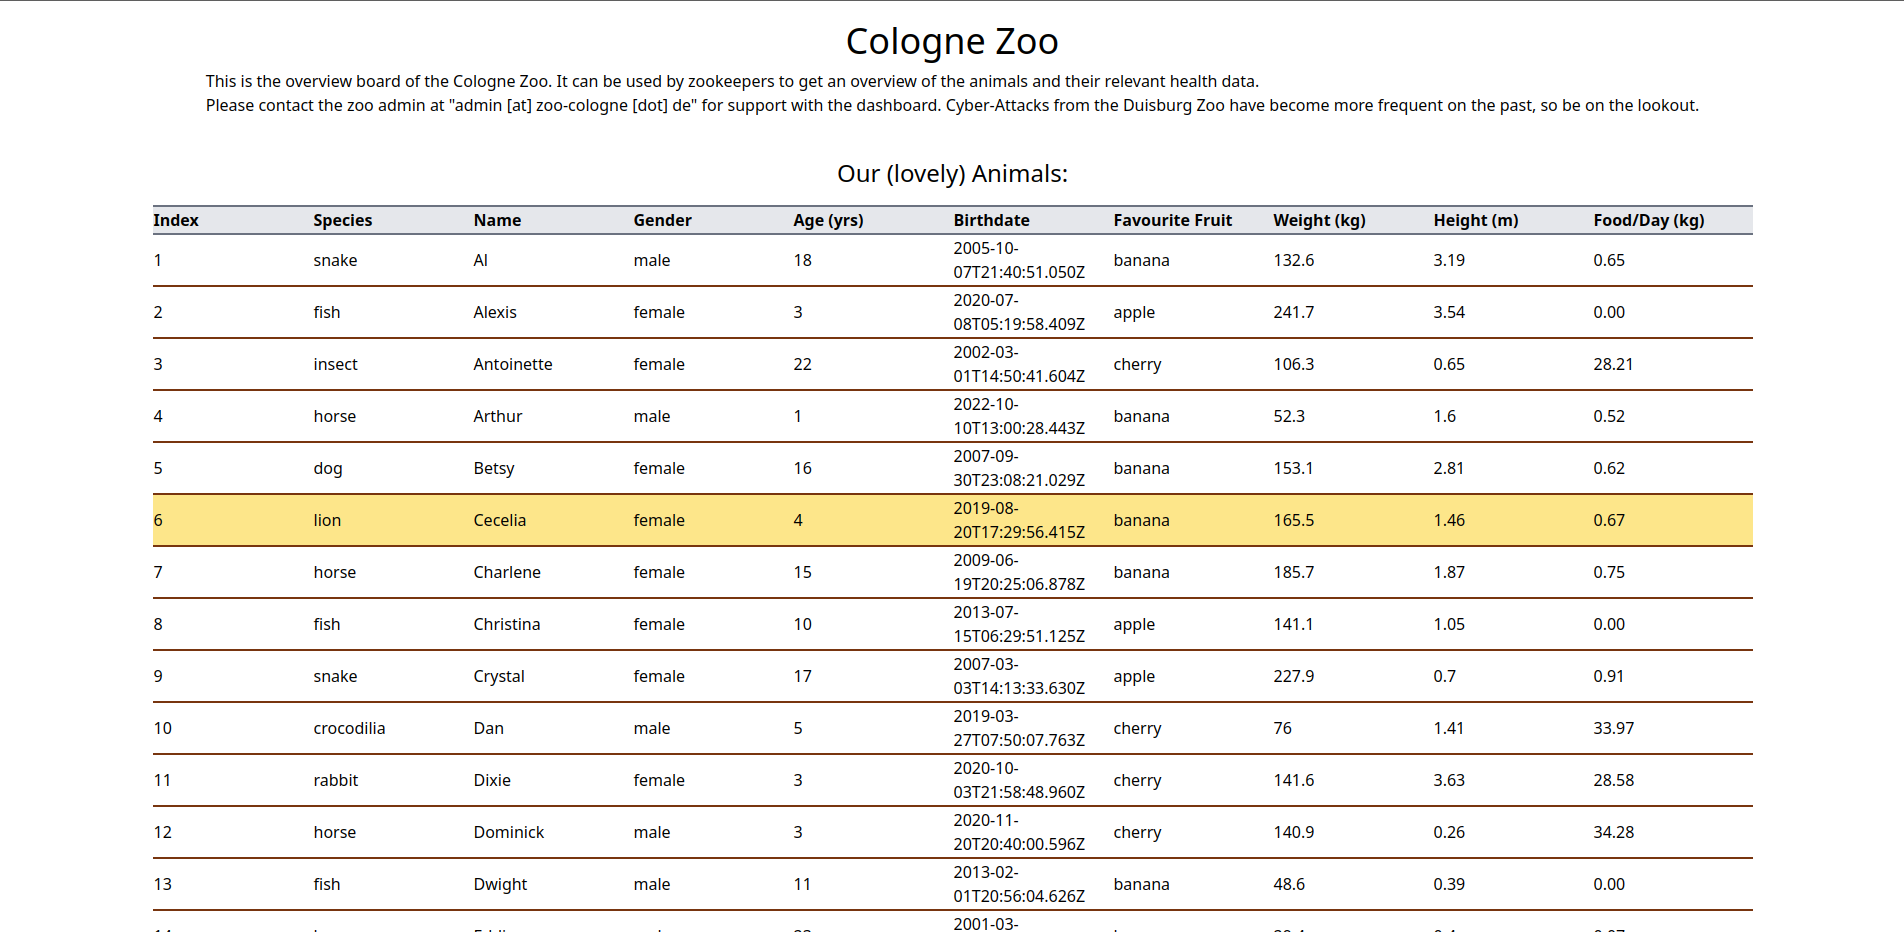 Cologne Zoo
This is the overview board of the Cologne Zoo. It can be used by zookeepers to get an overview of the animals and their relevant health data.
Please contact the zoo admin at "admin [at] zoo-cologne [dot] de" for support with the dashboard. Cyber-Attacks from the Duisburg Zoo have become more frequent on the past, so be on the lookout.
Our (lovely) Animals:
Index Species Name Gender Age (yrs) Birthdate Favourite Fruit Weight (kg) Height (m) Food/Day (kg)
1 snake Al male 18 2005-10-07T21:40:51.050Z banana 132.6 3.19 0.65
2 fish Alexis female 3 2020-07-08T05:19:58.409Z apple 241.7 3.54 0.00
3 insect Antoinette female 22 2002-03-01T14:50:41.604Z cherry 106.3 0.65 28.21
4 horse Arthur male 1 2022-10-10T13:00:28.443Z banana 52.3 1.6 0.52
5 dog Betsy female 16 2007-09-30T23:08:21.029Z banana 153.1 2.81 0.62
6 lion Cecelia female 4 2019-08-20T17:29:56.415Z banana 165.5 1.46 0.67
7 horse Charlene female 15 2009-06-19T20:25:06.878Z banana 185.7 1.87 0.75
8 fish Christina female 10 2013-07-15T06:29:51.125Z apple 141.1 1.05 0.00
9 snake Crystal female 17 2007-03-03T14:13:33.630Z apple 227.9 0.7 0.91
10 crocodilia Dan male 5 2019-03-27T07:50:07.763Z cherry 76 1.41 33.97
11 rabbit Dixie female 3 2020-10-03T21:58:48.960Z cherry 141.6 3.63 28.58
12 horse Dominick male 3 2020-11-20T20:40:00.596Z cherry 140.9 0.26 34.28
13 fish Dwight male 11 2013-02-01T20:56:04.626Z banana 48.6 0.39 0.00
2001-03-